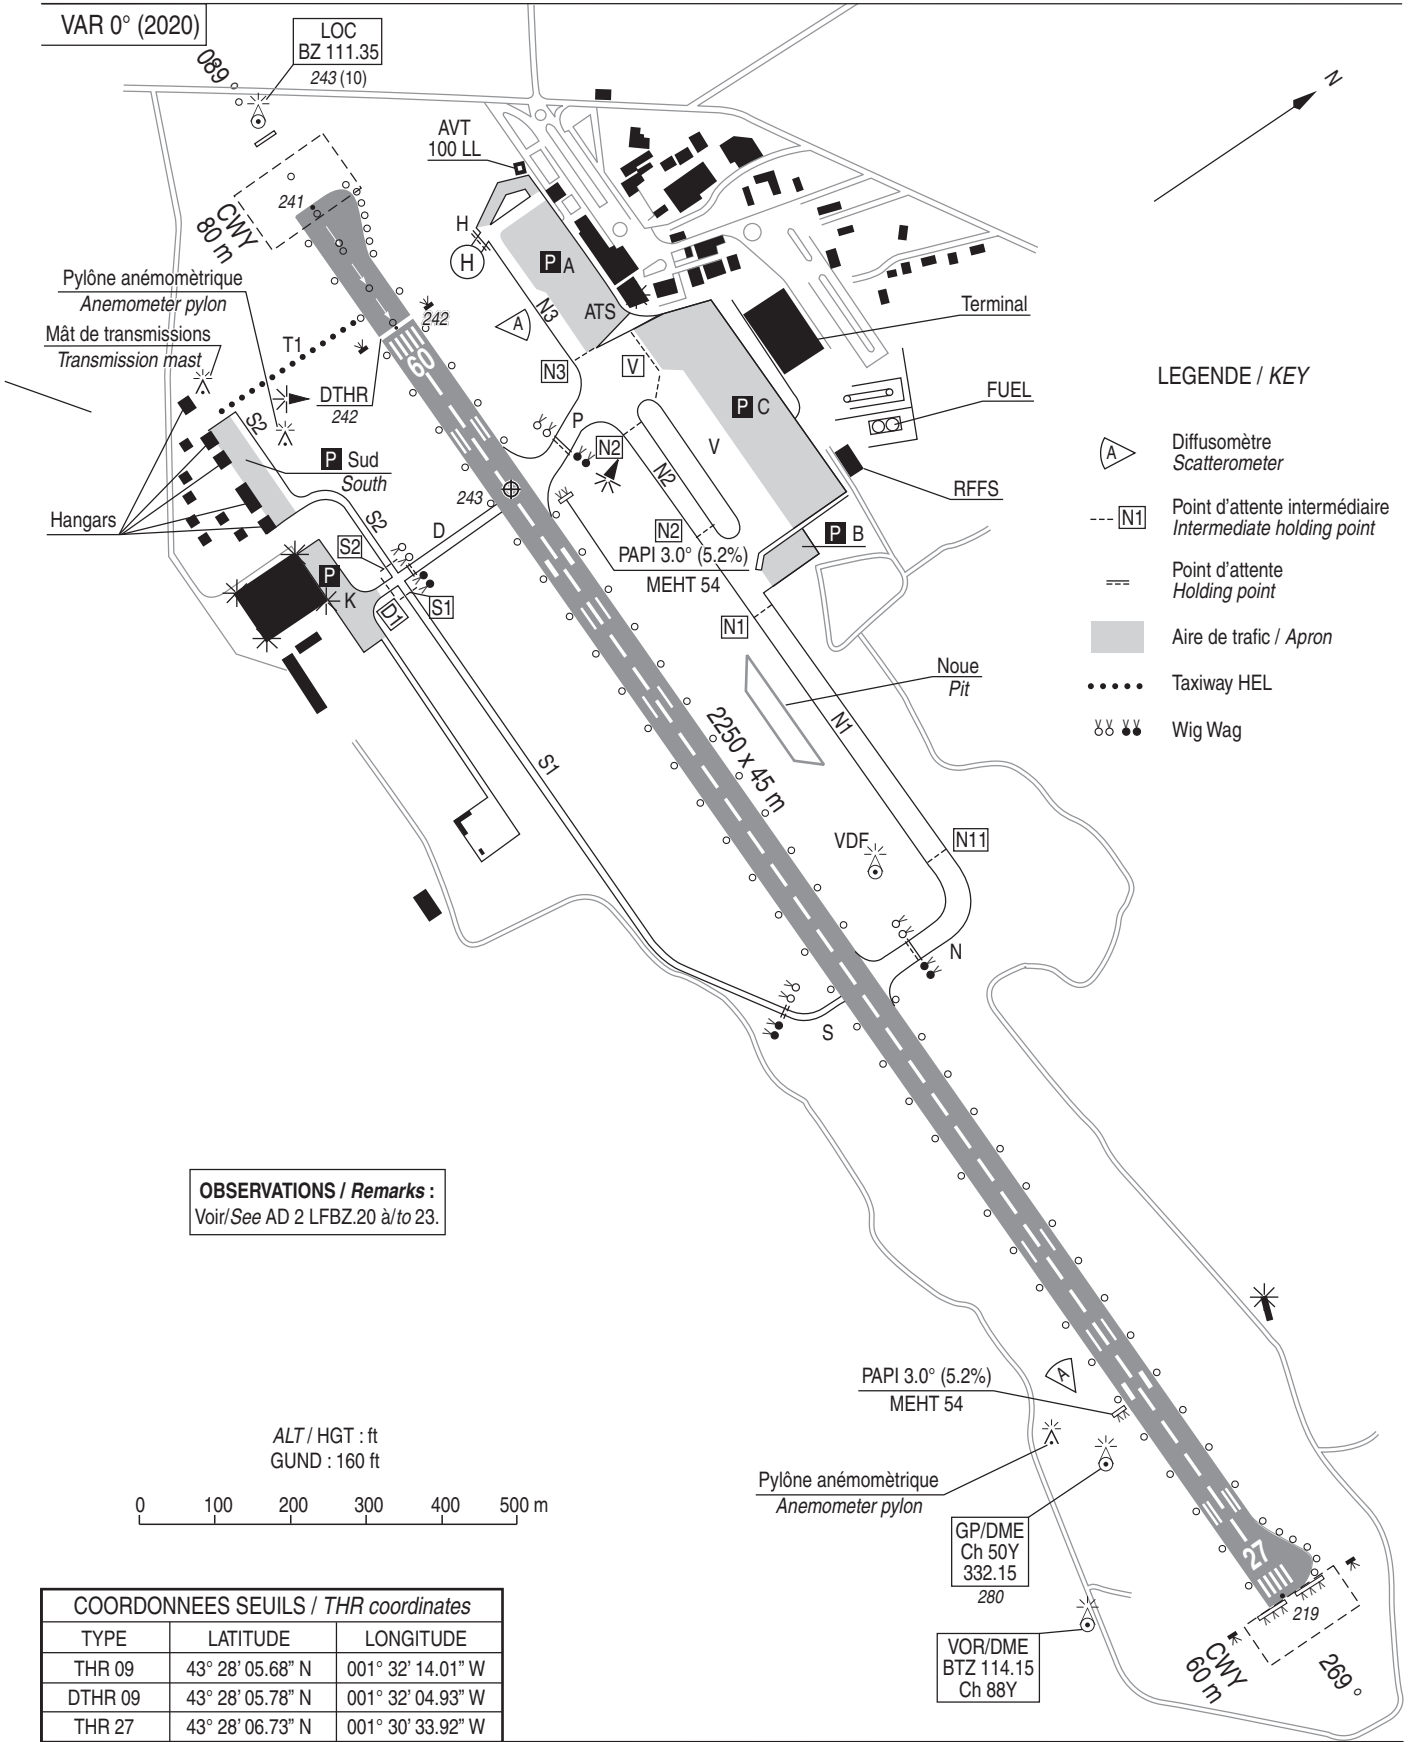 VAR 0° (2020)
LOC
BZ 111.35
243 (10)
089 °
N
AVT
100 LL
CWY
80 m
241
H
H
P A
N3
ATS
A
Pylône anémomètrique
Anemometer pylon
Mât de transmissions
Transmission mast
T1
242
09
DTHR
242
N3
V
Terminal
FUEL
RFFS
LEGENDE / KEY
A
Diffusomètre
Scatterometer
N1
Point d'attente intermédiaire
Intermediate holding point
Point d'attente
Holding point
Aire de trafic / Apron
Taxiway HEL
Wig Wag
S2
P Sud
South
Hangars
P
N2
N2
V
P C
243
D
S2
S2
N2
PAPI 3.0° (5.2%)
MEHT 54
P B
P
K
D1
S1
N1
Noue
Pit
N1
2250 x 45 m
S1
VDF
N11
N
S
OBSERVATIONS / Remarks :
Voir/See AD 2 LFBZ.20 à/to 23.
PAPI 3.0° (5.2%)
MEHT 54
A
Pylône anémomètrique
Anemometer pylon
GP/DME
Ch 50Y
332.15
280
VOR/DME
BTZ 114.15
Ch 88Y
27
219
CWY
60 m
269 °
ALT / HGT : ft
GUND : 160 ft
0 100 200 300 400 500 m
COORDONNEES SEUILS / THR coordinates
TYPE LATITUDE LONGITUDE
THR 09 43° 28' 05.68" N 001° 32' 14.01" W
DTHR 09 43° 28' 05.78" N 001° 32' 04.93" W
THR 27 43° 28' 06.73" N 001° 30' 33.92" W